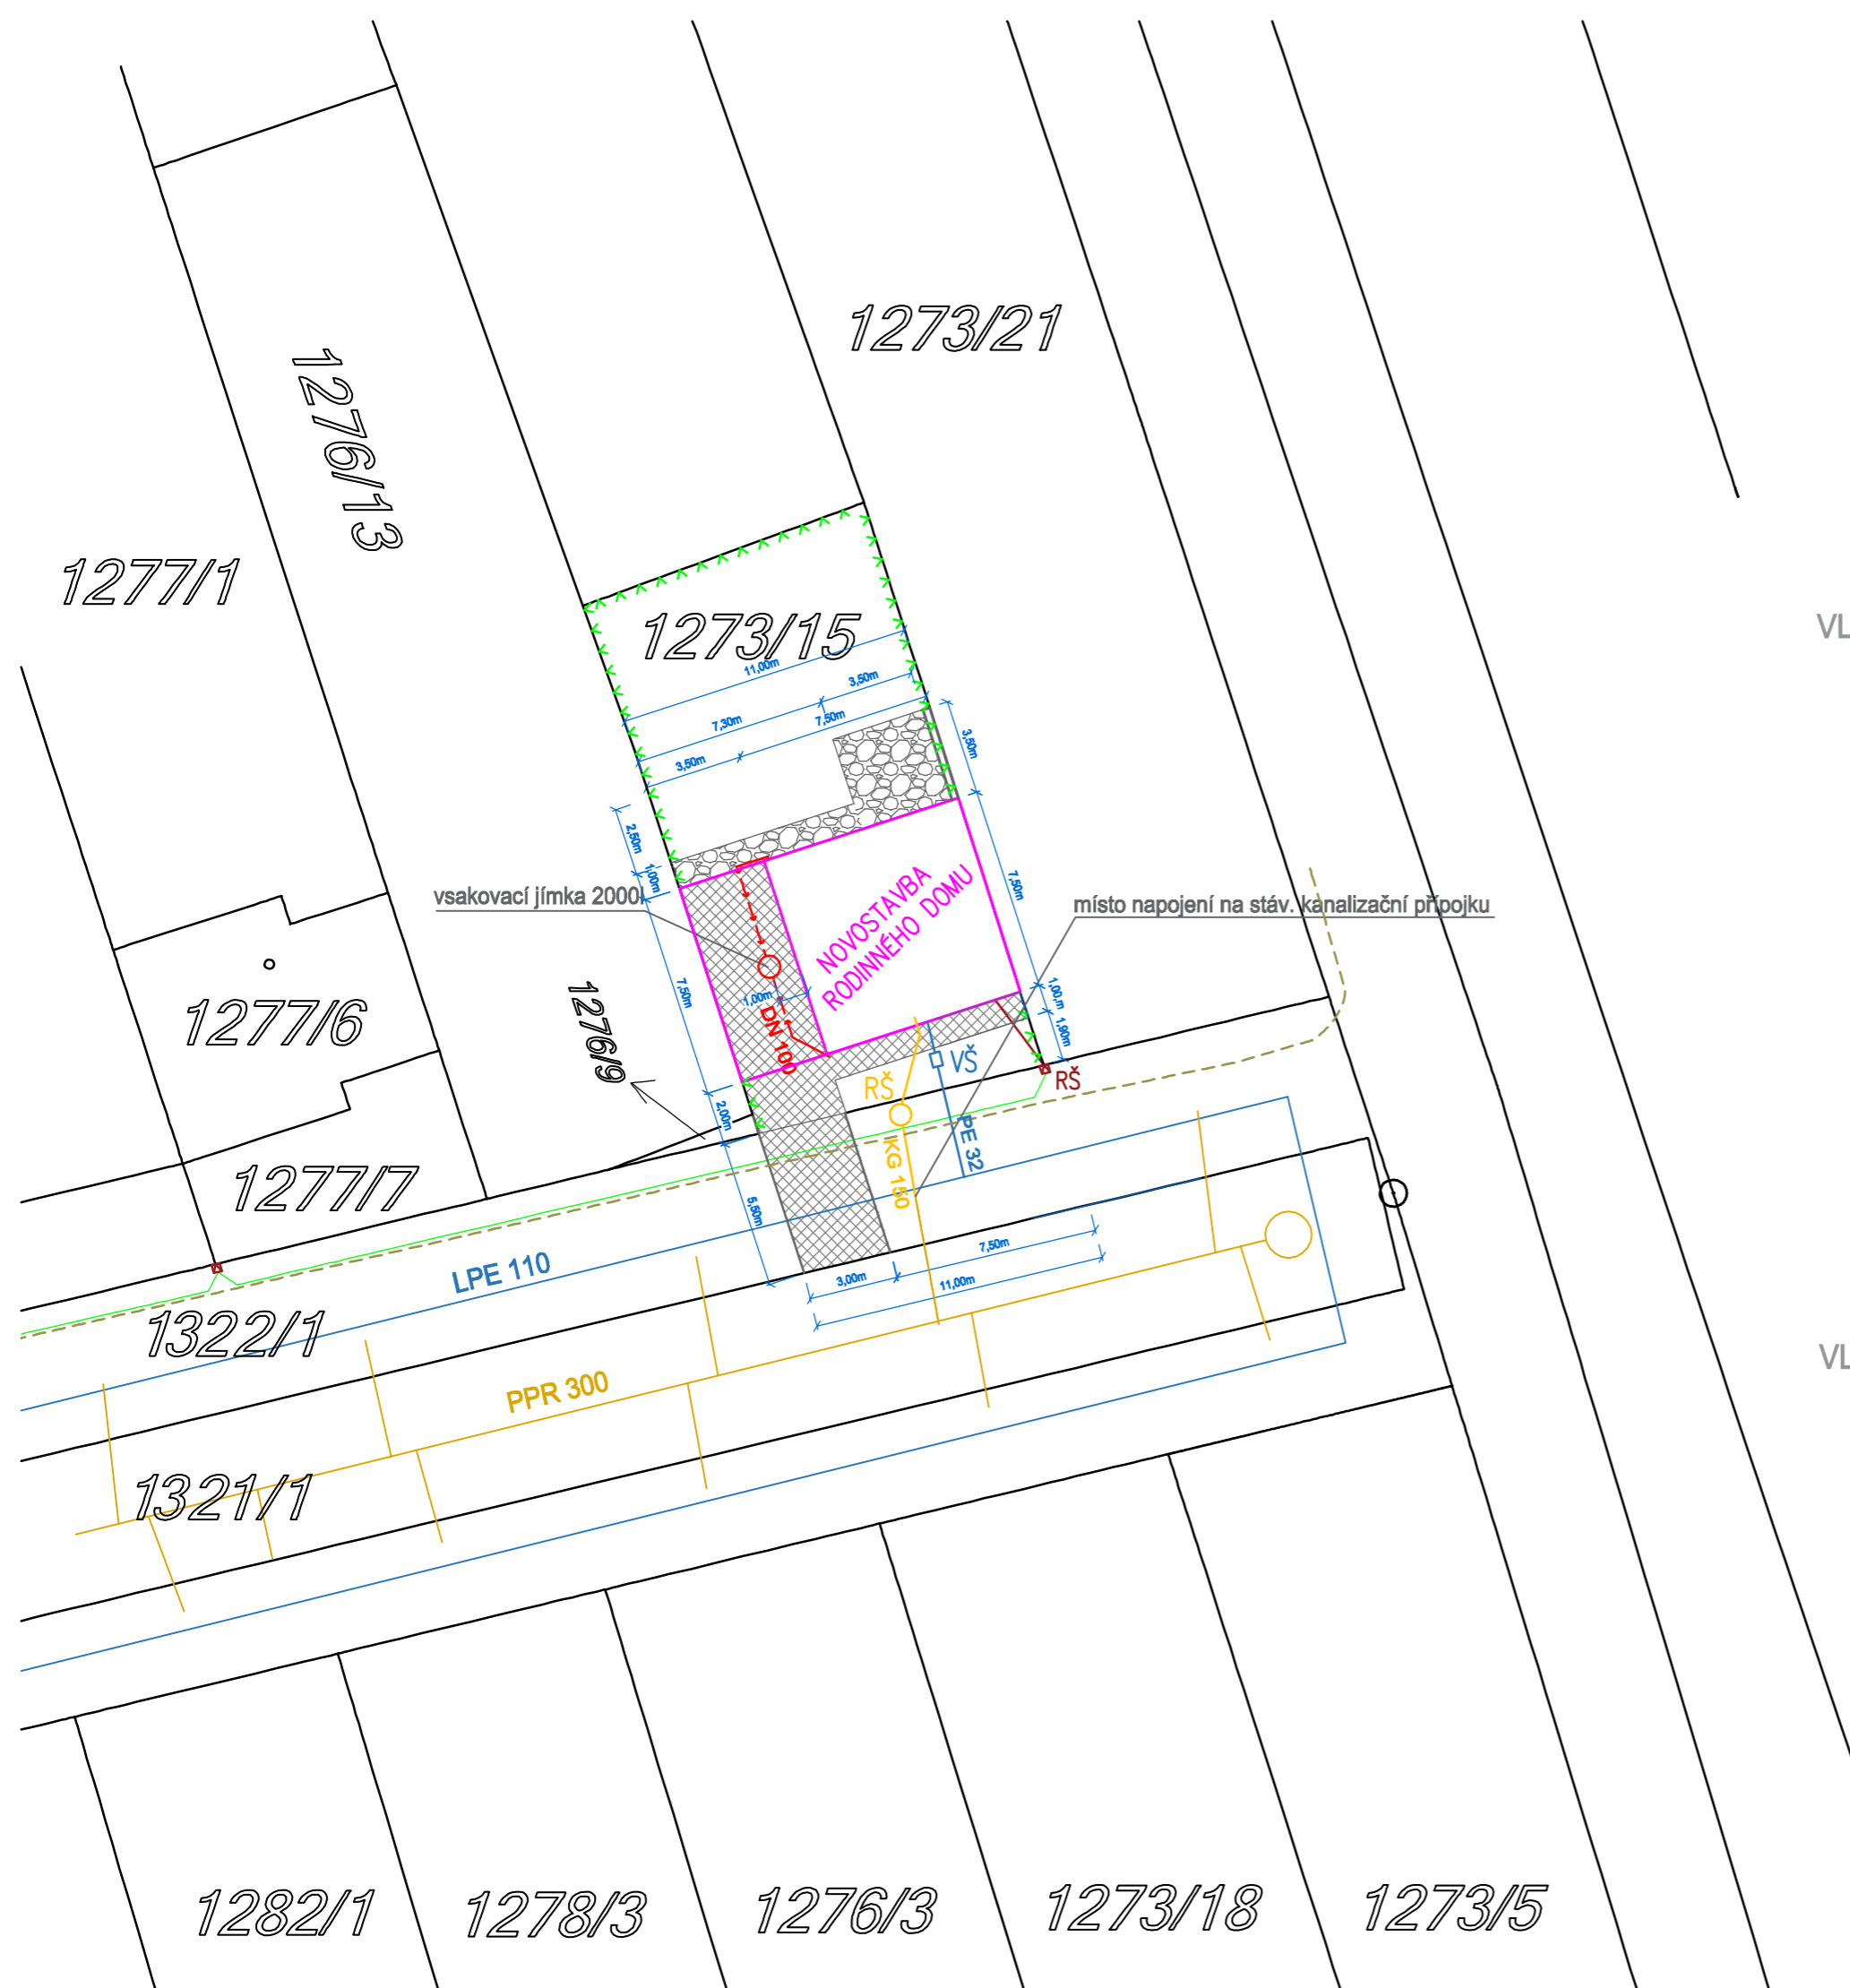 1273/21
1276/13
1277/1
1273/15
VL
11,00m
3,50m
7,30m
7,50m
3,50m
3,50m
2,50m
1,00m
vsakovací jímka 2000l
NOVOSTAVBA
RODINNÉHO DOMU
7,50m
místo napojení na stáv. kanalizační přípojku
1277/6
1276/9
7,50m
1,00m
DN 100
1,00,m
1,90m
RŠ
VŠ
RŠ
2,00m
PE 32
KG 150
1277/7
5,50m
LPE 110
7,50m
3,00m
11,00m
1322/1
VL
PPR 300
1321/1
1282/1
1278/3
1276/3
1273/18
1273/5